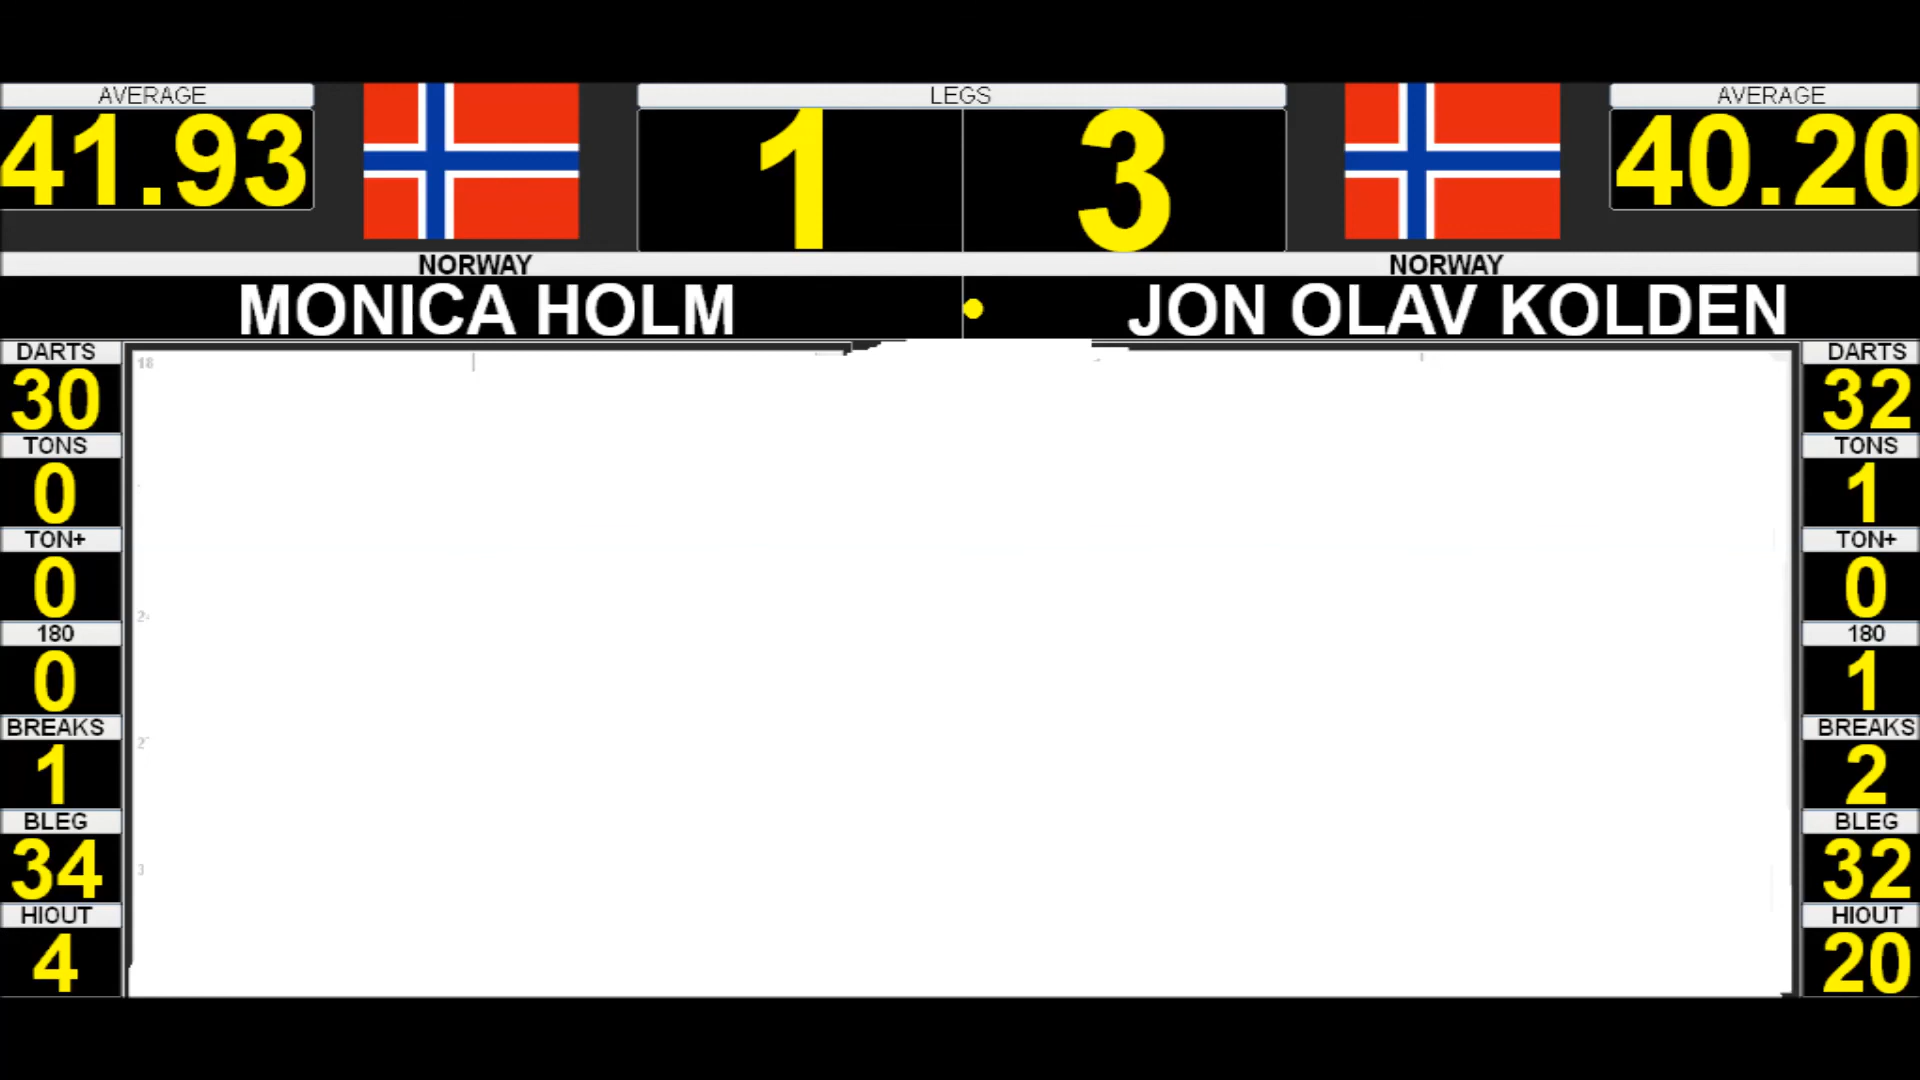 AVERAGE LEGS AVERAGE
41.93 1 3 40.20
NORWAY NORWAY
MONICA HOLM JON OLAV KOLDEN
DARTS DARTS
30 32
TONS TONS
0 1
TON+ TON+
0 0
180 180
0 1
BREAKS BREAKS
1 2
BLEG BLEG
34 32
HIOUT HIOUT
4 20
18